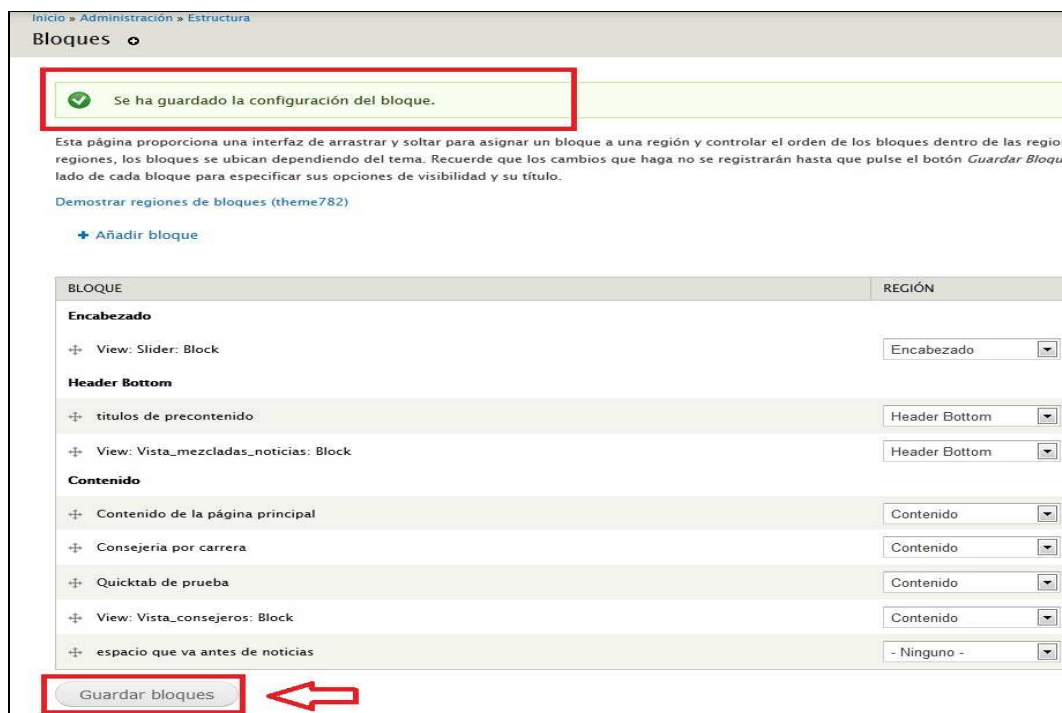 Inicio » Administración » Estructura
Bloques
Se ha guardado la configuración del bloque.
Esta página proporciona una interfaz de arrastrar y soltar para asignar un bloque a una región y controlar el orden de los bloques dentro de las regio
regiones, los bloques se ubican dependiendo del tema. Recuerde que los cambios que haga no se registrarán hasta que pulse el botón Guardar Bloqu
lado de cada bloque para especificar sus opciones de visibilidad y su título.
Demostrar regiones de bloques (theme782)
Añadir bloque
BLOQUE REGIÓN
Encabezado
View: Slider: Block Encabezado
Header Bottom
titulos de precontenido Header Bottom
View: Vista_mezcladas_noticias: Block Header Bottom
Contenido
Contenido de la página principal Contenido
Consejeria por carrera Contenido
Quicktab de prueba Contenido
View: Vista_consejeros: Block Contenido
espacio que va antes de noticias - Ninguno -
Guardar bloques